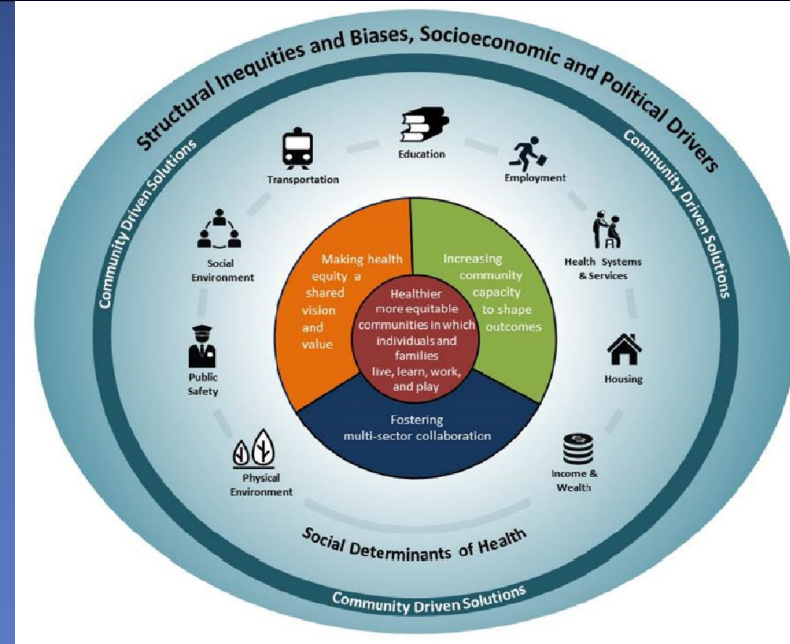 Structural Inequities and Biases, Socioeconomic and Political Drivers
Community Driven Solutions
Community Driven Solutions
Education
Transportation
Employment
Social
Environment
Health Systems
& Services
Public
Safety
Housing
Physical
Environment
Income &
Wealth
Making health
equity a
shared
vision
and
value
Increasing
community
capacity
to shape
outcomes
Healthier
more equitable
communities in which
individuals and
families
live, learn, work,
and play
Fostering
multi-sector collaboration
Social Determinants of Health
Community Driven Solutions